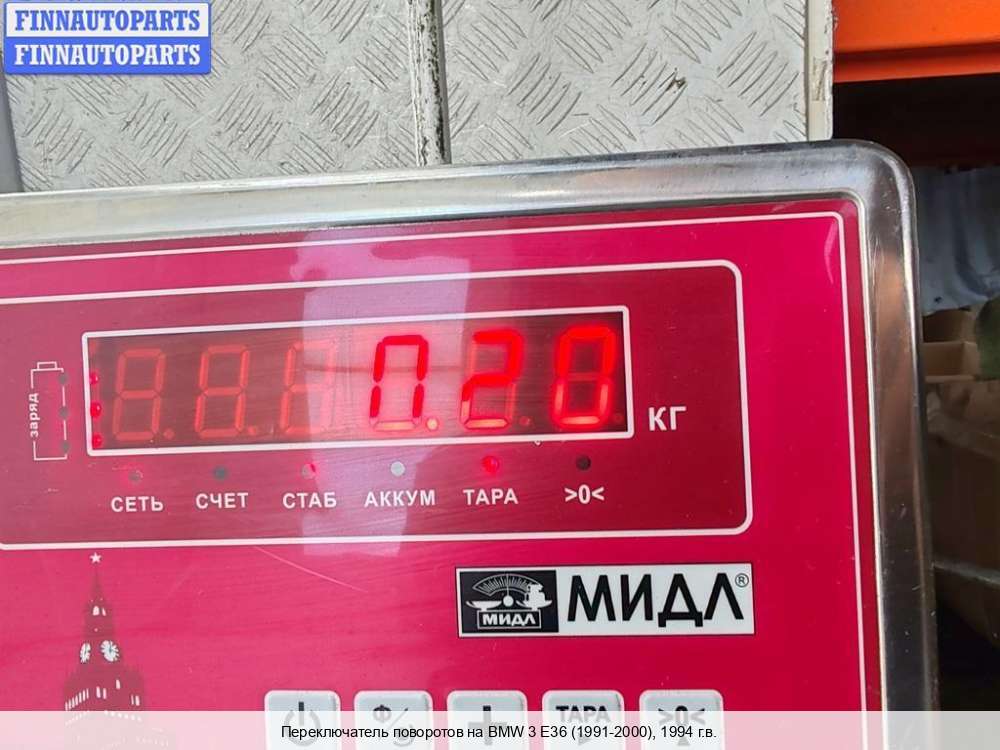 FINNAUTOPARTS
FINNAUTOPARTS
заряд
0.20
КГ
СЕТЬ СЧЕТ СТАБ АККУМ ТАРА >0<
МИДЛ МИДЛ®
Ф/ + ТАРА >0<
Переключатель поворотов на BMW 3 E36 (1991-2000), 1994 г.в.